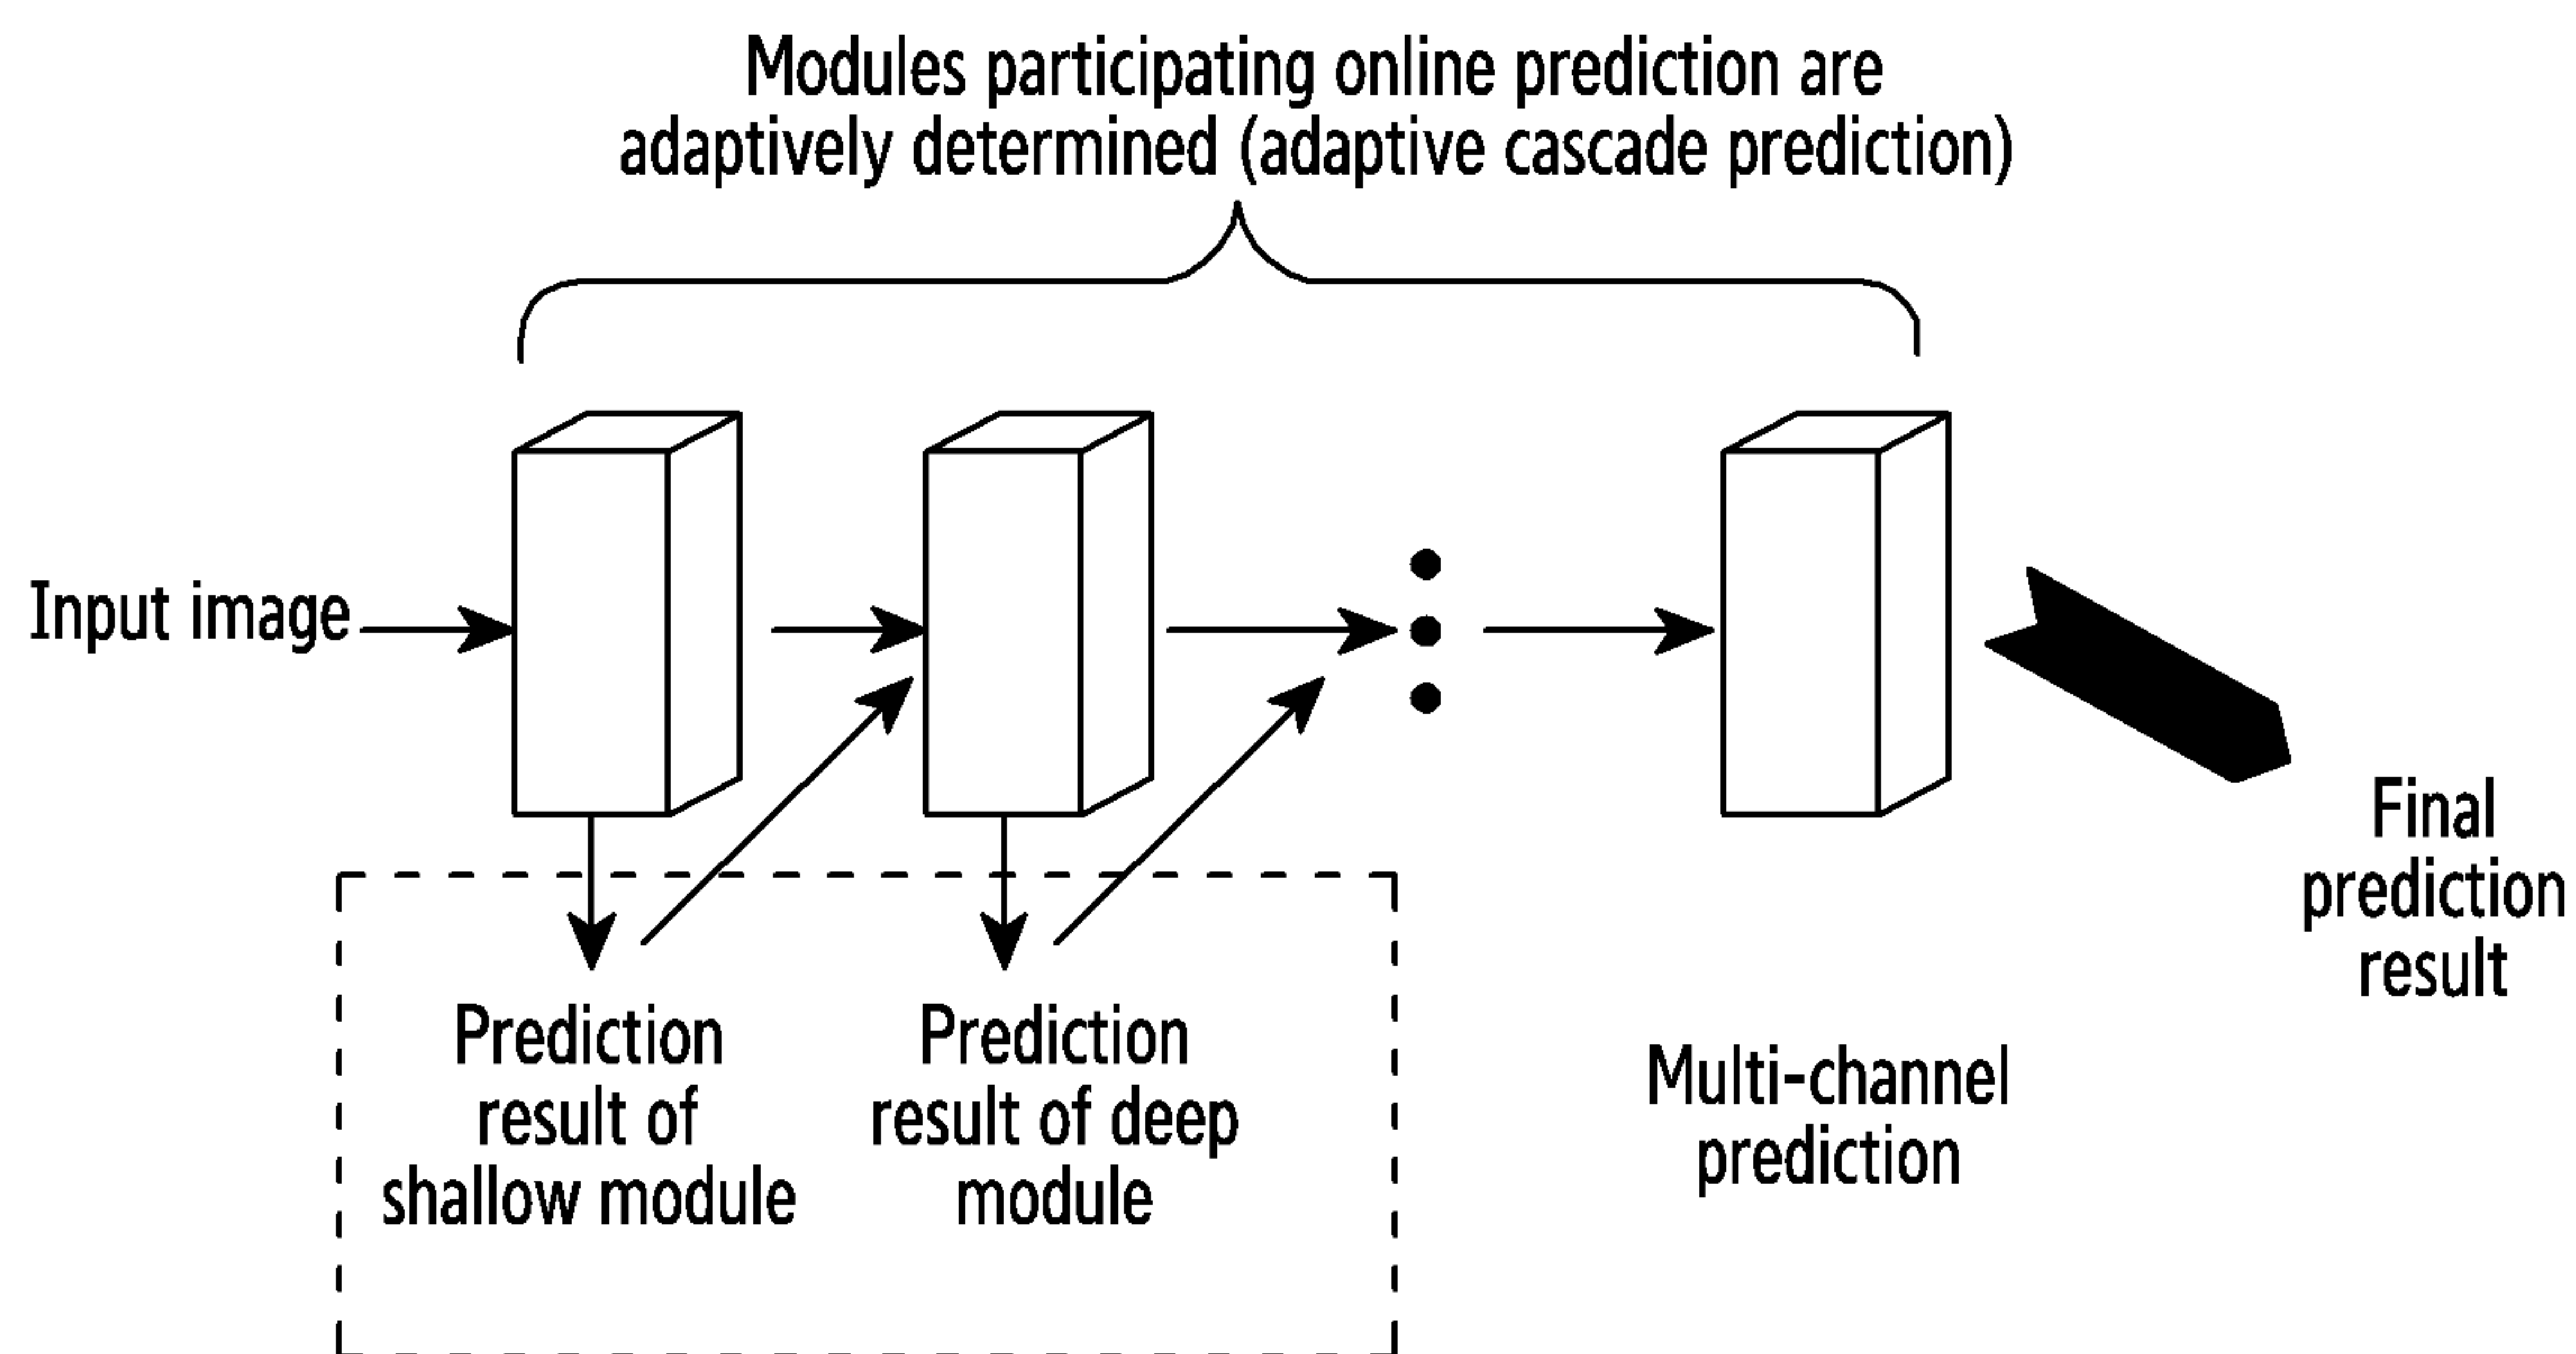 Modules participating online prediction are
adaptively determined (adaptive cascade prediction)
Input image
Final
prediction
result
Prediction
result of
shallow module
Prediction
result of deep
module
Multi-channel
prediction